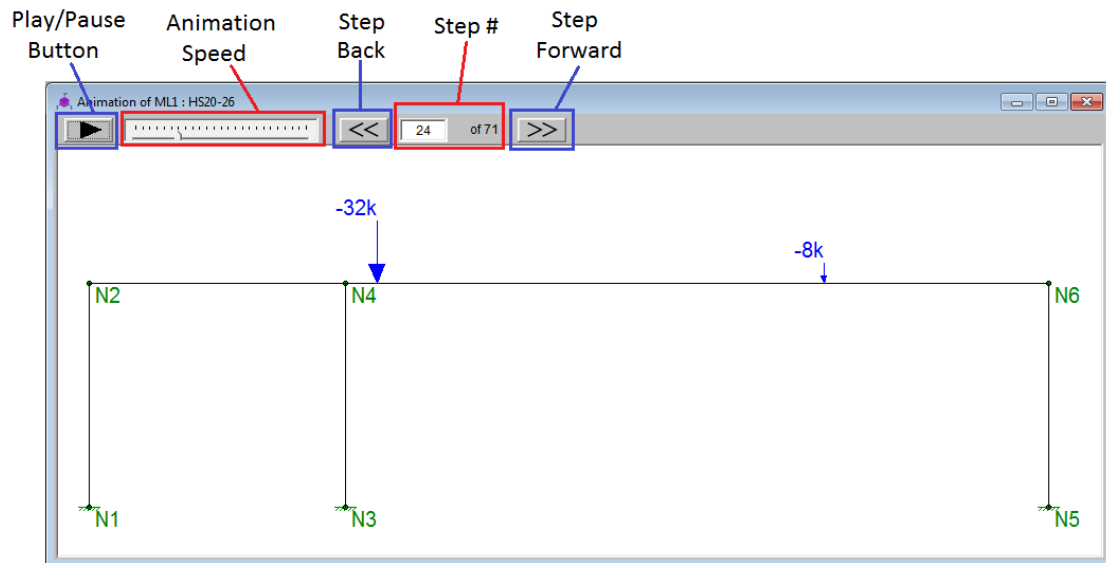 Play/Pause
Button
Animation
Speed
Step
Back
Step #
Step
Forward
Animation of ML1 : HS20-26
<<
24
of 71
>>
-32k
-8k
N2
N4
N6
N1
N3
N5